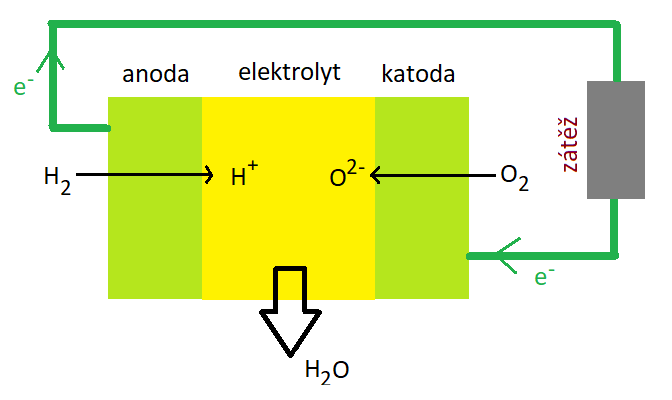 anoda
elektrolyt
katoda
e⁻
zátěž
H₂
H⁺
O²⁻
O₂
e⁻
H₂O